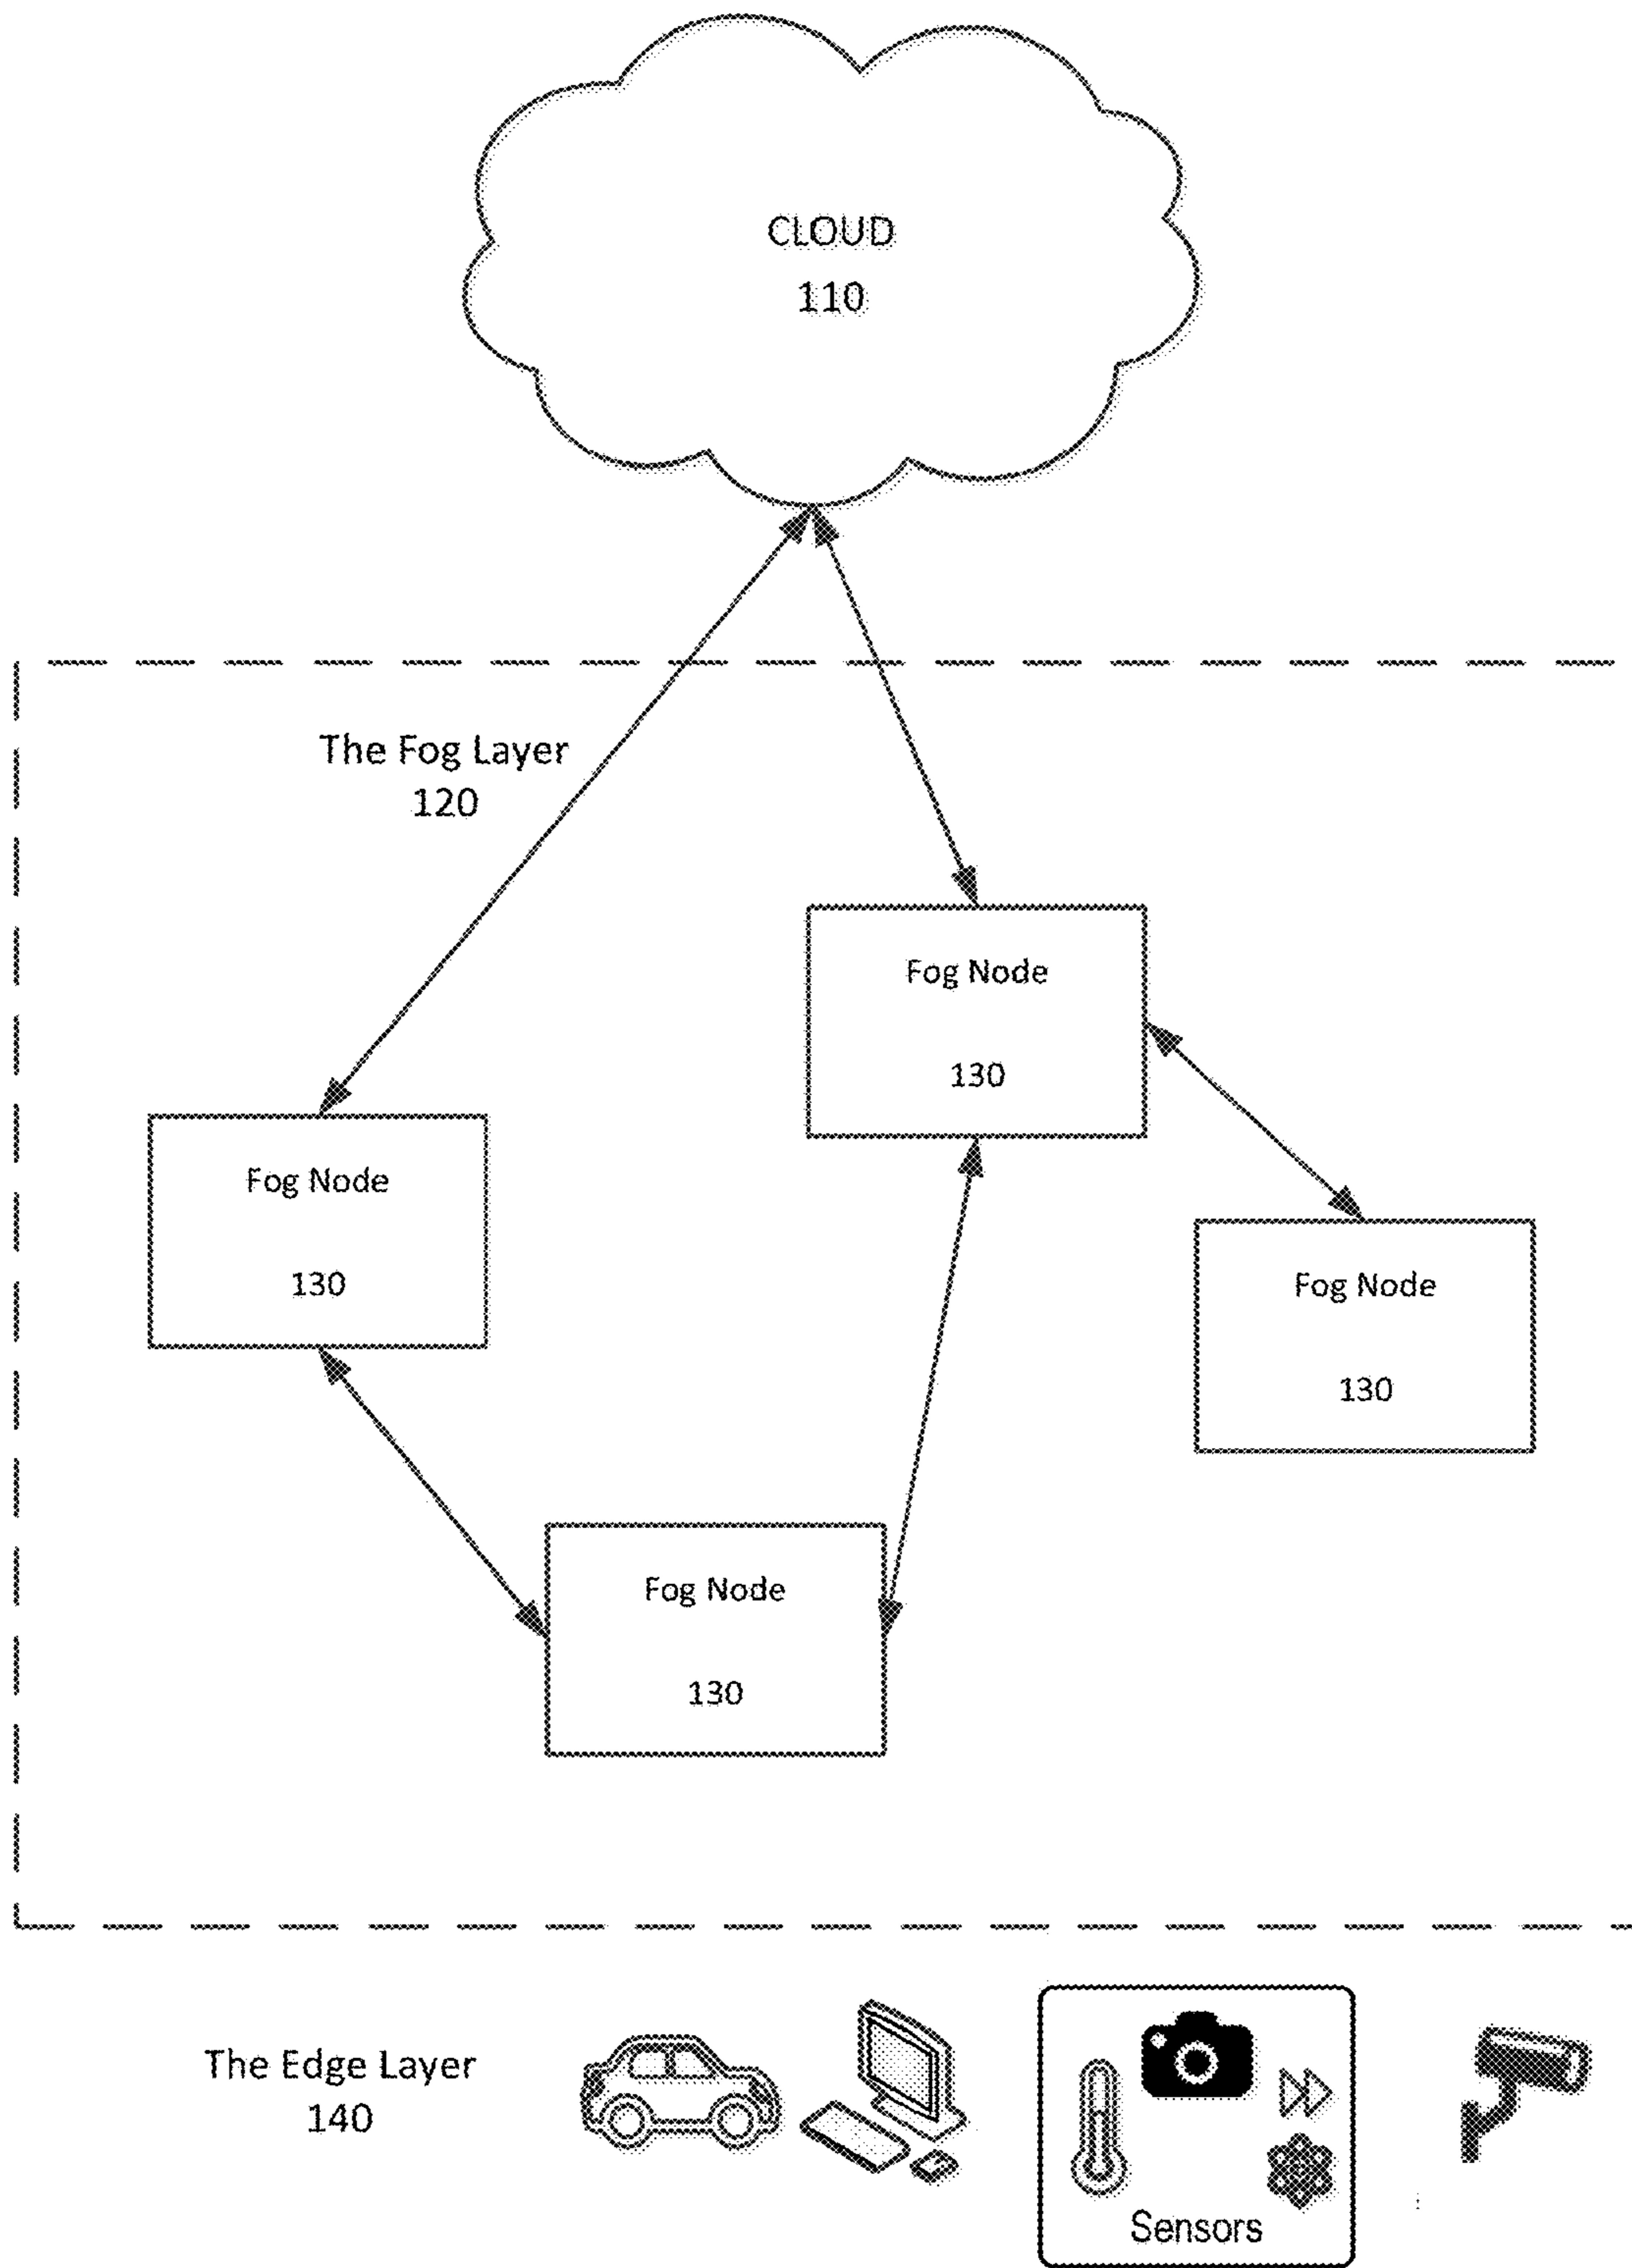 CLOUD
110
The Fog Layer
120
Fog Node
130
Fog Node
130
Fog Node
130
Fog Node
130
The Edge Layer
140
Sensors